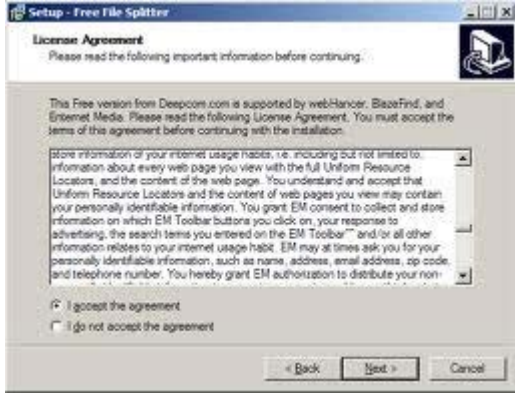 Setup - Free File Splitter
License Agreement
Please read the following important information before continuing.
This Free version from Deepcom.com is supported by webHancer, BlazeFind, and
Enternet Media. Please read the following License Agreement. You must accept the
terms of this agreement before continuing with the installation.
store information of your internet usage habits, i.e. including but not limited to,
information about every web page you view with the full Uniform Resource
Locators, and the content of the web page. You understand and accept that
Uniform Resource Locators and the content of web pages you view may contain
your personally identifiable information. You grant EM consent to collect and store
information on which EM Toolbar buttons you click on, your response to
advertising, the search terms you entered on the EM Toolbar™ and/or all other
information relates to your internet usage habit. EM may at times ask you for your
personally identifiable information, such as name, address, email address, zip code,
and telephone number. You hereby grant EM authorization to distribute your non-
I accept the agreement
I do not accept the agreement
< Back
Next >
Cancel